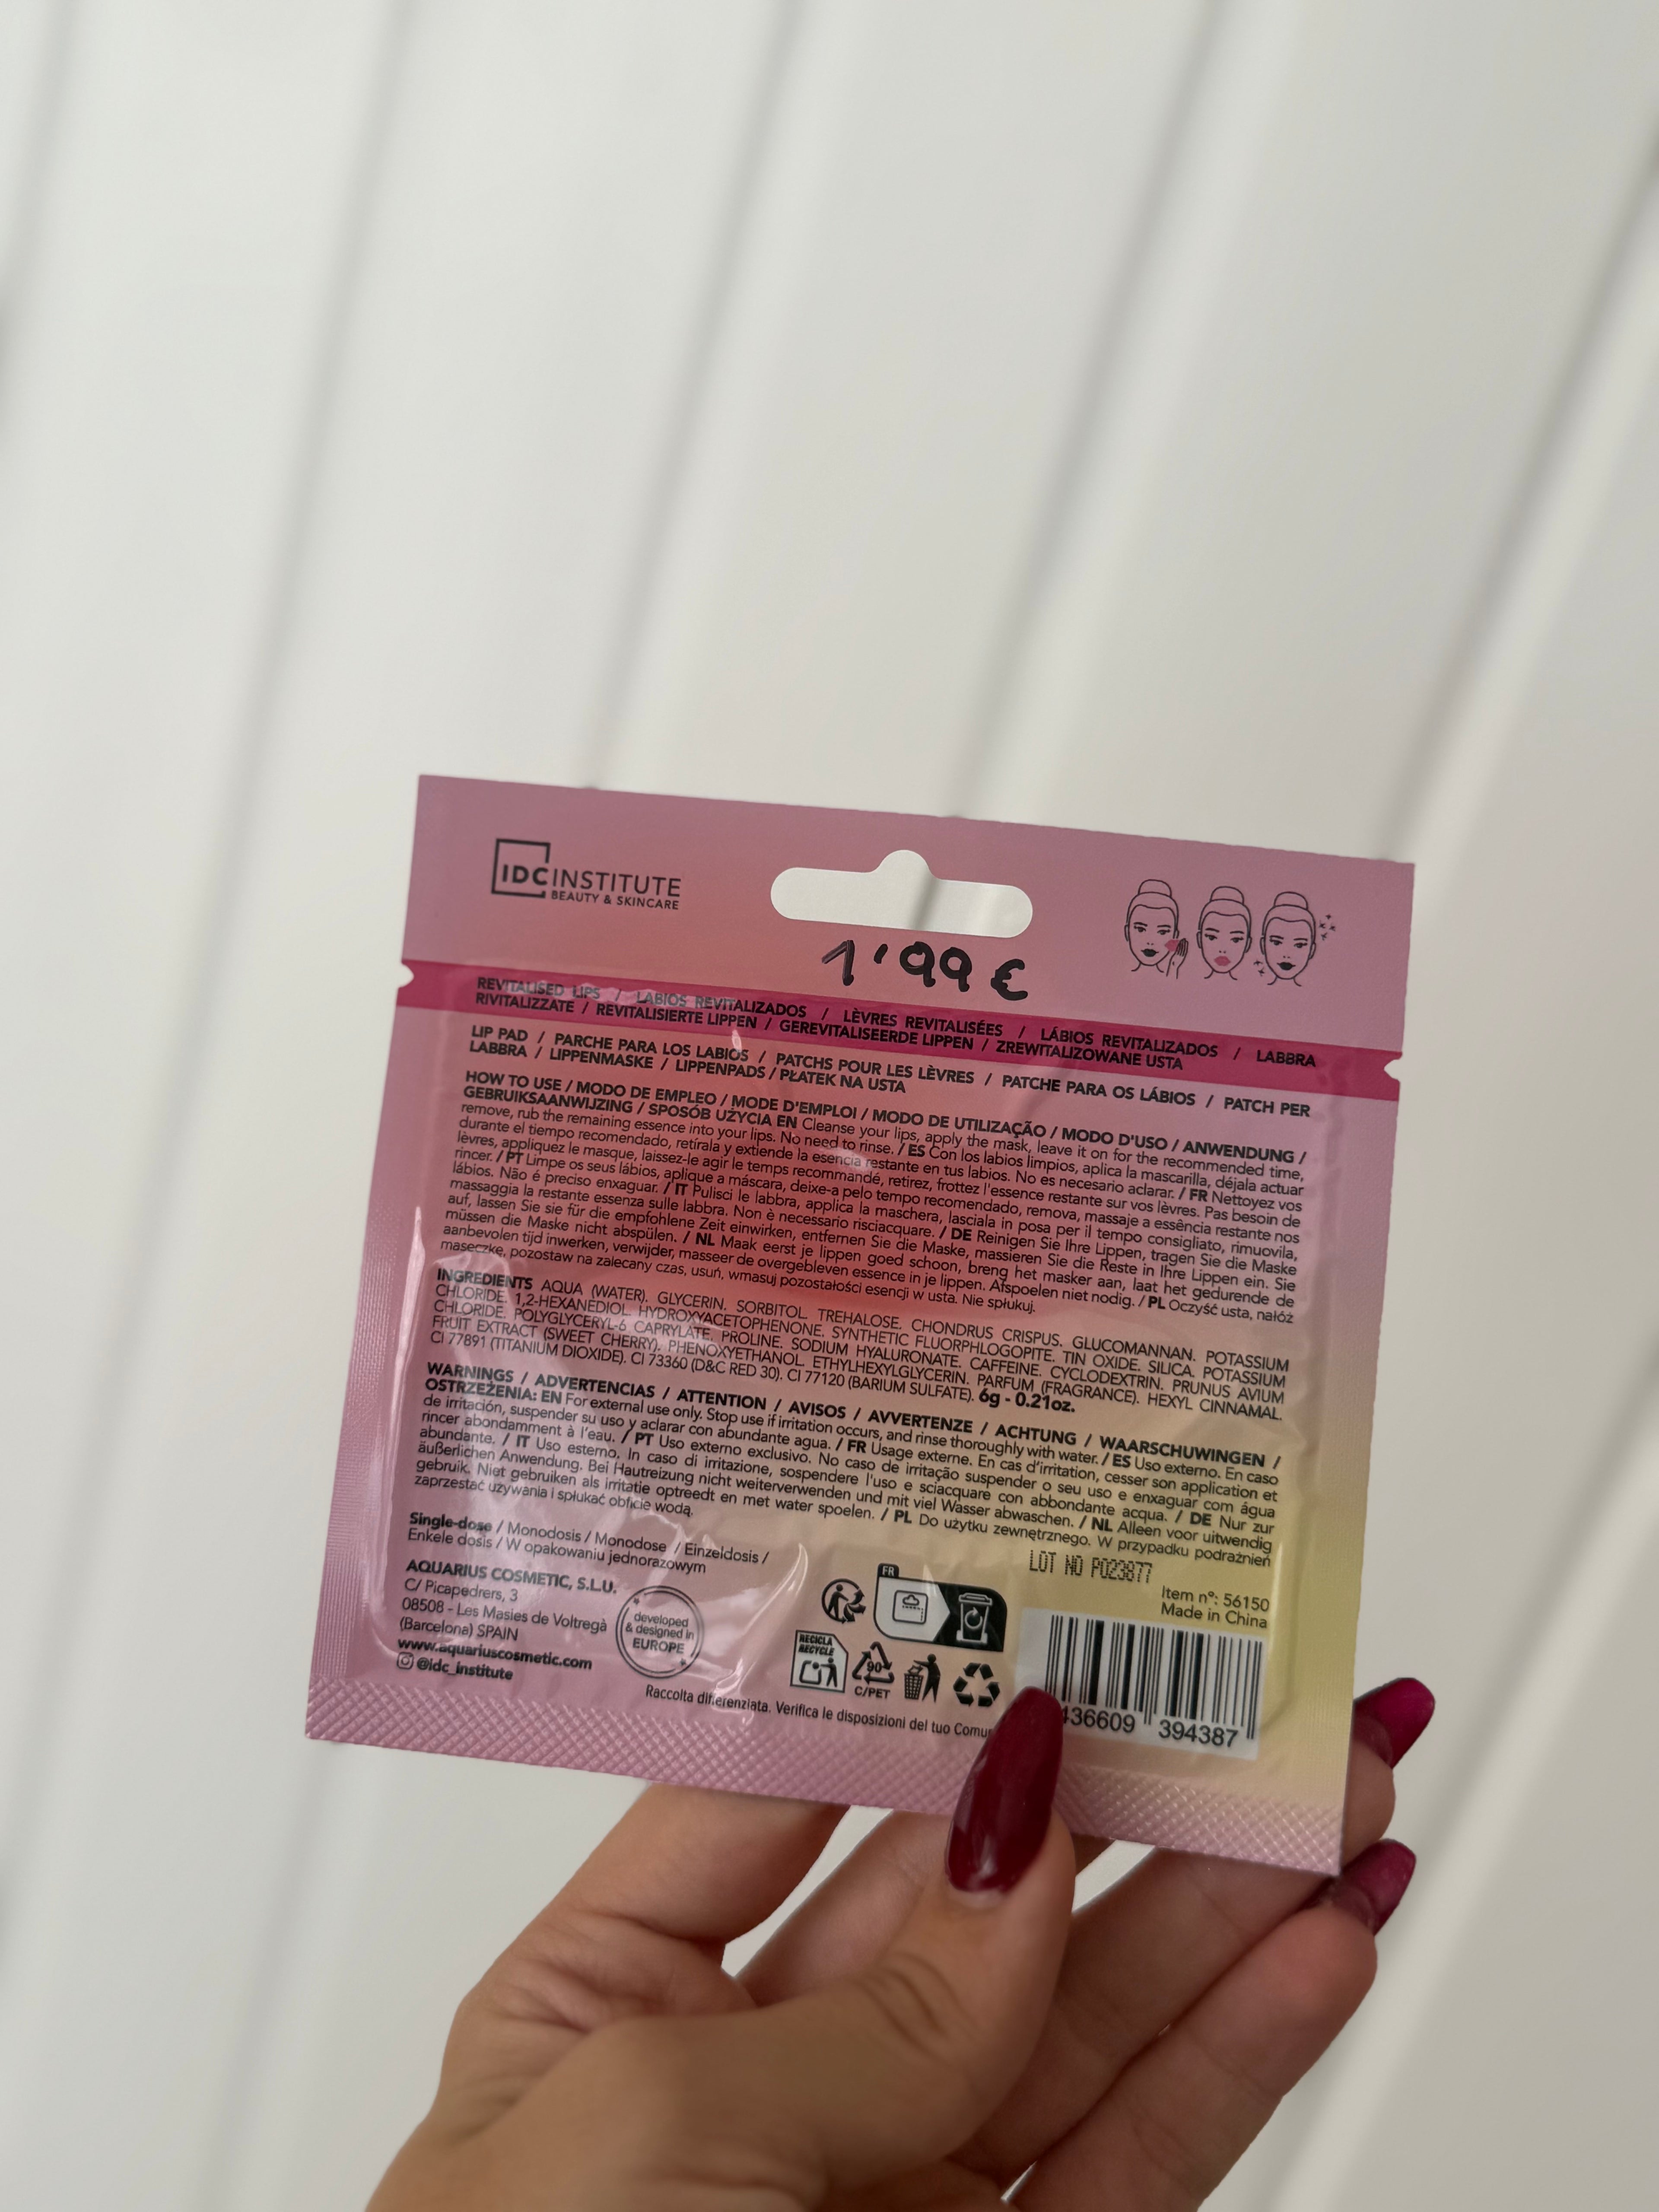 IDC INSTITUTE
BEAUTY & SKINCARE
1'99 €
REVITALISED LIPS / LABIOS REVITALIZADOS / LÈVRES REVITALISÉES / LÁBIOS REVITALIZADOS / LABBRA
RIVITALIZZATE / REVITALISIERTE LIPPEN / GEREVITALISEERDE LIPPEN / ZREWITALIZOWANE USTA
LIP PAD / PARCHE PARA LOS LABIOS / PATCHS POUR LES LÈVRES / PATCHE PARA OS LÁBIOS / PATCH PER
LABBRA / LIPPENMASKE / LIPPENPADS / PŁATEK NA USTA
HOW TO USE / MODO DE EMPLEO / MODE D'EMPLOI / MODO DE UTILIZAÇÃO / MODO D'USO / ANWENDUNG /
GEBRUIKSAANWIJZING / SPOSÓB UŻYCIA EN Cleanse your lips, apply the mask, leave it on for the recommended time,
remove, rub the remaining essence into your lips. No need to rinse. / ES Con los labios limpios, aplica la mascarilla, déjala actuar
durante el tiempo recomendado, retírala y extiende la esencia restante en tus labios. No es necesario aclarar. / FR Nettoyez vos
lèvres, appliquez le masque, laissez-le agir le temps recommandé, retirez, frottez l'essence restante sur vos lèvres. Pas besoin de
rincer. / PT Limpe os seus lábios, aplique a máscara, deixe-a pelo tempo recomendado, remova, massaje a essência restante nos
lábios. Não é preciso enxaguar. / IT Pulisci le labbra, applica la maschera, lasciala in posa per il tempo consigliato, rimuovila,
massaggia la restante essenza sulle labbra. Non è necessario risciacquare. / DE Reinigen Sie Ihre Lippen, tragen Sie die Maske
auf, lassen Sie sie für die empfohlene Zeit einwirken, entfernen Sie die Maske, massieren Sie die Reste in Ihre Lippen ein. Sie
müssen die Maske nicht abspülen. / NL Maak eerst je lippen goed schoon, breng het masker aan, laat het gedurende de
aanbevolen tijd inwerken, verwijder, masseer de overgebleven essence in je lippen. Afspoelen niet nodig. / PL Oczyść usta, nałóż
maseczkę, pozostaw na zalecany czas, usuń, wmasuj pozostałości esencji w usta. Nie spłukuj.
INGREDIENTS AQUA (WATER). GLYCERIN. SORBITOL. TREHALOSE. CHONDRUS CRISPUS. GLUCOMANNAN. POTASSIUM
CHLORIDE. 1,2-HEXANEDIOL. HYDROXYACETOPHENONE. SYNTHETIC FLUORPHLOGOPITE. TIN OXIDE. SILICA. POTASSIUM
CHLORIDE. POLYGLYCERYL-6 CAPRYLATE. PROLINE. SODIUM HYALURONATE. CAFFEINE. CYCLODEXTRIN. PRUNUS AVIUM
FRUIT EXTRACT (SWEET CHERRY). PHENOXYETHANOL. ETHYLHEXYLGLYCERIN. PARFUM (FRAGRANCE). HEXYL CINNAMAL.
CI 77891 (TITANIUM DIOXIDE). CI 73360 (D&C RED 30). CI 77120 (BARIUM SULFATE). 6g - 0.21oz.
WARNINGS / ADVERTENCIAS / ATTENTION / AVISOS / AVVERTENZE / ACHTUNG / WAARSCHUWINGEN /
OSTRZEŻENIA: EN For external use only. Stop use if irritation occurs, and rinse thoroughly with water. / ES Uso externo. En caso
de irritación, suspender su uso y aclarar con abundante agua. / FR Usage externe. En cas d'irritation, cesser son application et
rincer abondamment à l'eau. / PT Uso externo exclusivo. No caso de irritação suspender o seu uso e enxaguar com água
abundante. / IT Uso esterno. In caso di irritazione, sospendere l'uso e sciacquare con abbondante acqua. / DE Nur zur
äußerlichen Anwendung. Bei Hautreizung nicht weiterverwenden und mit viel Wasser abwaschen. / NL Alleen voor uitwendig
gebruik. Niet gebruiken als irritatie optreedt en met water spoelen. / PL Do użytku zewnętrznego. W przypadku podrażnień
zaprzestać używania i spłukać obficie wodą.
Single-dose / Monodosis / Monodose / Einzeldosis /
Enkele dosis / W opakowaniu jednorazowym
AQUARIUS COSMETIC, S.L.U.
C/ Picapedrers, 3
08508 - Les Masies de Voltregà
(Barcelona) SPAIN
www.aquariuscosmetic.com
@idc_institute
developed
& designed in
EUROPE
FR
RECICLA
RECYCLE
90
C/PET
Raccolta differenziata. Verifica le disposizioni del tuo
LOT NO P023877
Item nº: 56150
Made in China
436609 394387